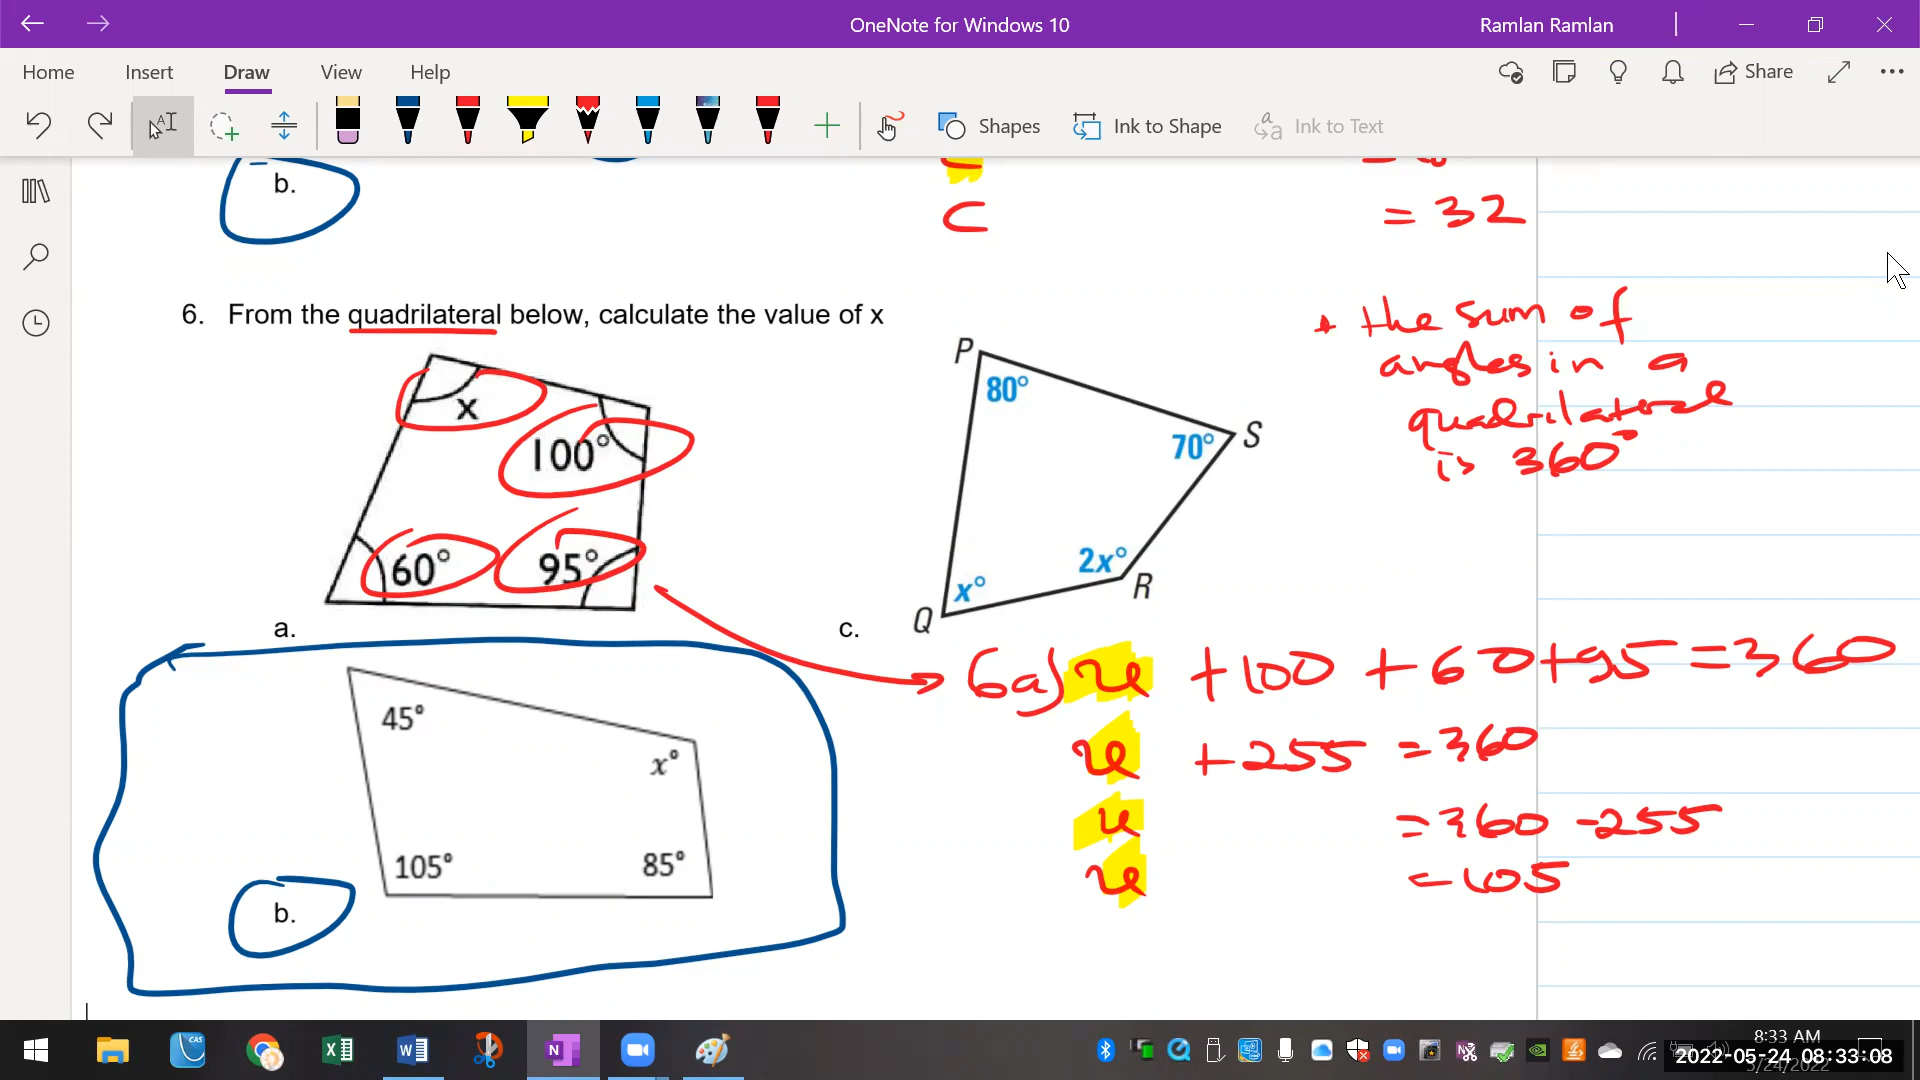 OneNote for Windows 10
Ramlan Ramlan
Home Insert Draw View Help
Share
Shapes
Ink to Shape
Ink to Text
b.
C
= 32
6. From the quadrilateral below, calculate the value of x
* the sum of
angles in a
quadrilateral
is 360°
x
100°
60°
95°
a.
P
80°
70°
S
2x°
R
x°
Q
c.
45°
x°
105°
85°
b.
6a) x + 100 + 60 + 95 = 360
x + 255 = 360
x = 360 - 255
x = 105
8:33 AM
2022-05-24 08:33:08